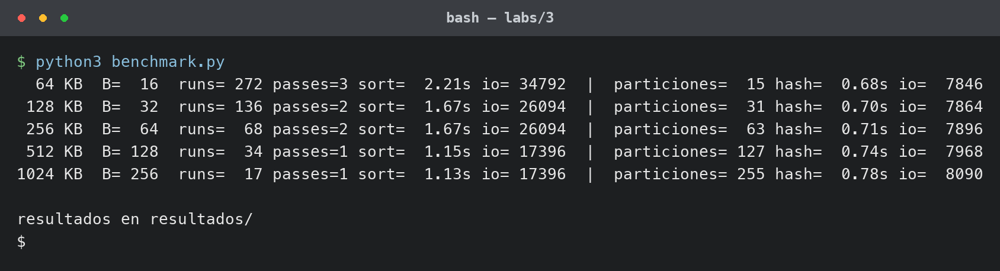 bash — labs/3
$ python3 benchmark.py
  64 KB  B=  16  runs= 272 passes=3 sort=  2.21s io= 34792  |  particiones=  15 hash=  0.68s io=  7846
 128 KB  B=  32  runs= 136 passes=2 sort=  1.67s io= 26094  |  particiones=  31 hash=  0.70s io=  7864
 256 KB  B=  64  runs=  68 passes=2 sort=  1.67s io= 26094  |  particiones=  63 hash=  0.71s io=  7896
 512 KB  B= 128  runs=  34 passes=1 sort=  1.15s io= 17396  |  particiones= 127 hash=  0.74s io=  7968
1024 KB  B= 256  runs=  17 passes=1 sort=  1.13s io= 17396  |  particiones= 255 hash=  0.78s io=  8090
resultados en resultados/
$